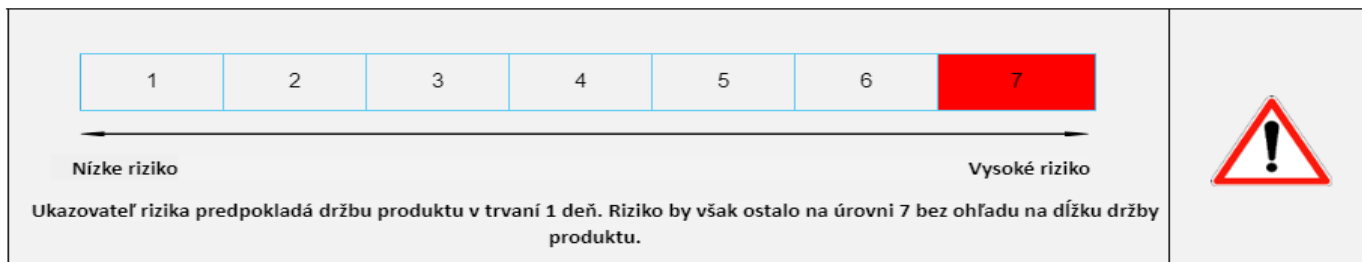 1 2 3 4 5 6 7
Nízke riziko Vysoké riziko
Ukazovateľ rizika predpokladá držbu produktu v trvaní 1 deň. Riziko by však ostalo na úrovni 7 bez ohľadu na dĺžku držby
produktu.